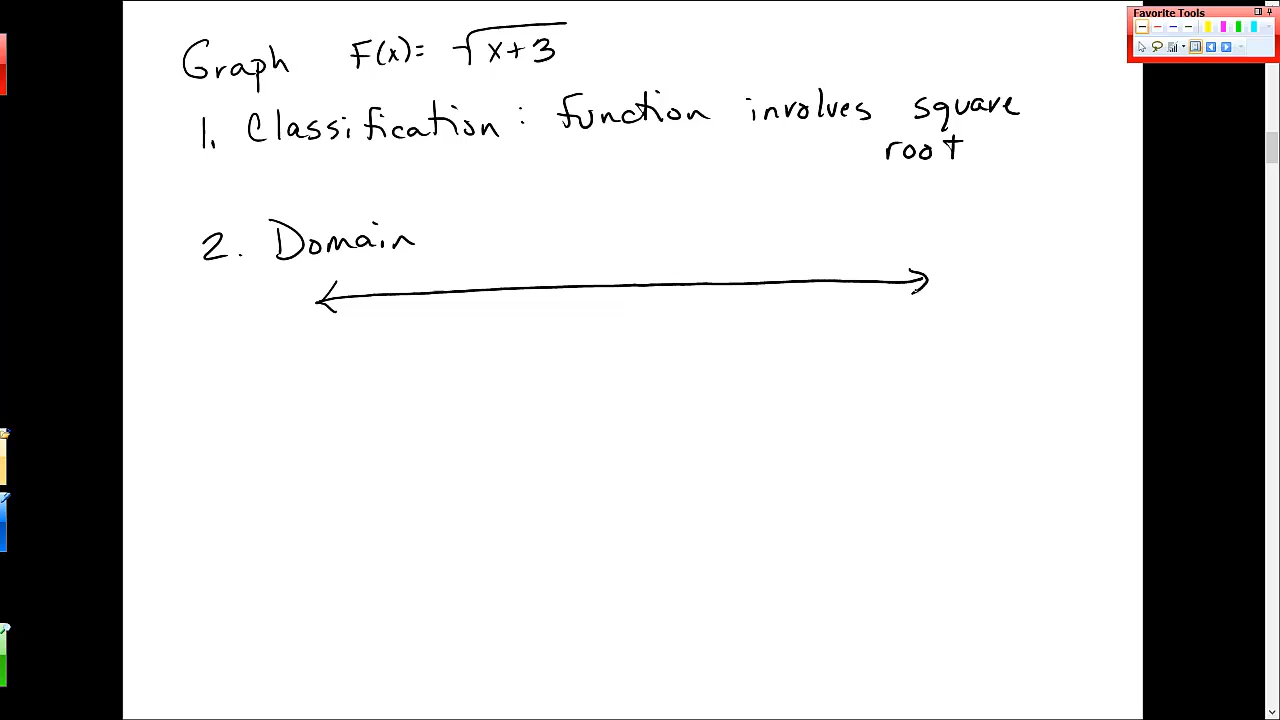 Favorite Tools
Graph F(x)= √x+3
1. Classification: function involves square
root
2. Domain